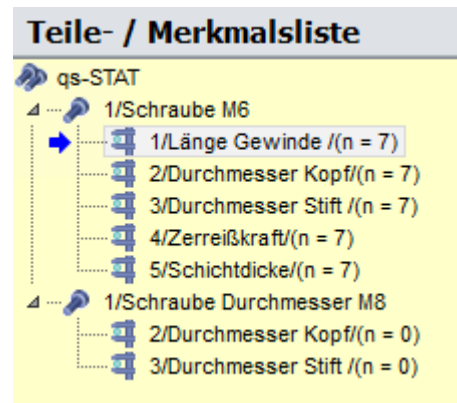 Teile- / Merkmalsliste
qs-STAT
1/Schraube M6
1/Länge Gewinde /(n = 7)
2/Durchmesser Kopf/(n = 7)
3/Durchmesser Stift /(n = 7)
4/Zerreißkraft/(n = 7)
5/Schichtdicke/(n = 7)
1/Schraube Durchmesser M8
2/Durchmesser Kopf/(n = 0)
3/Durchmesser Stift /(n = 0)